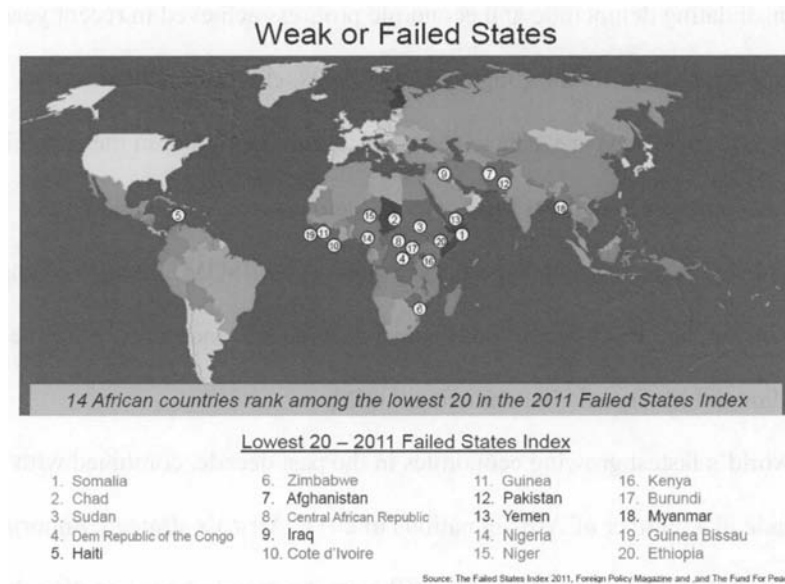 Weak or Failed States
14 African countries rank among the lowest 20 in the 2011 Failed States Index
Lowest 20 – 2011 Failed States Index
1. Somalia
2. Chad
3. Sudan
4. Dem Republic of the Congo
5. Haiti
6. Zimbabwe
7. Afghanistan
8. Central African Republic
9. Iraq
10. Cote d'Ivoire
11. Guinea
12. Pakistan
13. Yemen
14. Nigeria
15. Niger
16. Kenya
17. Burundi
18. Myanmar
19. Guinea Bissau
20. Ethiopia
Source: The Failed States Index 2011, Foreign Policy Magazine and ,and The Fund For